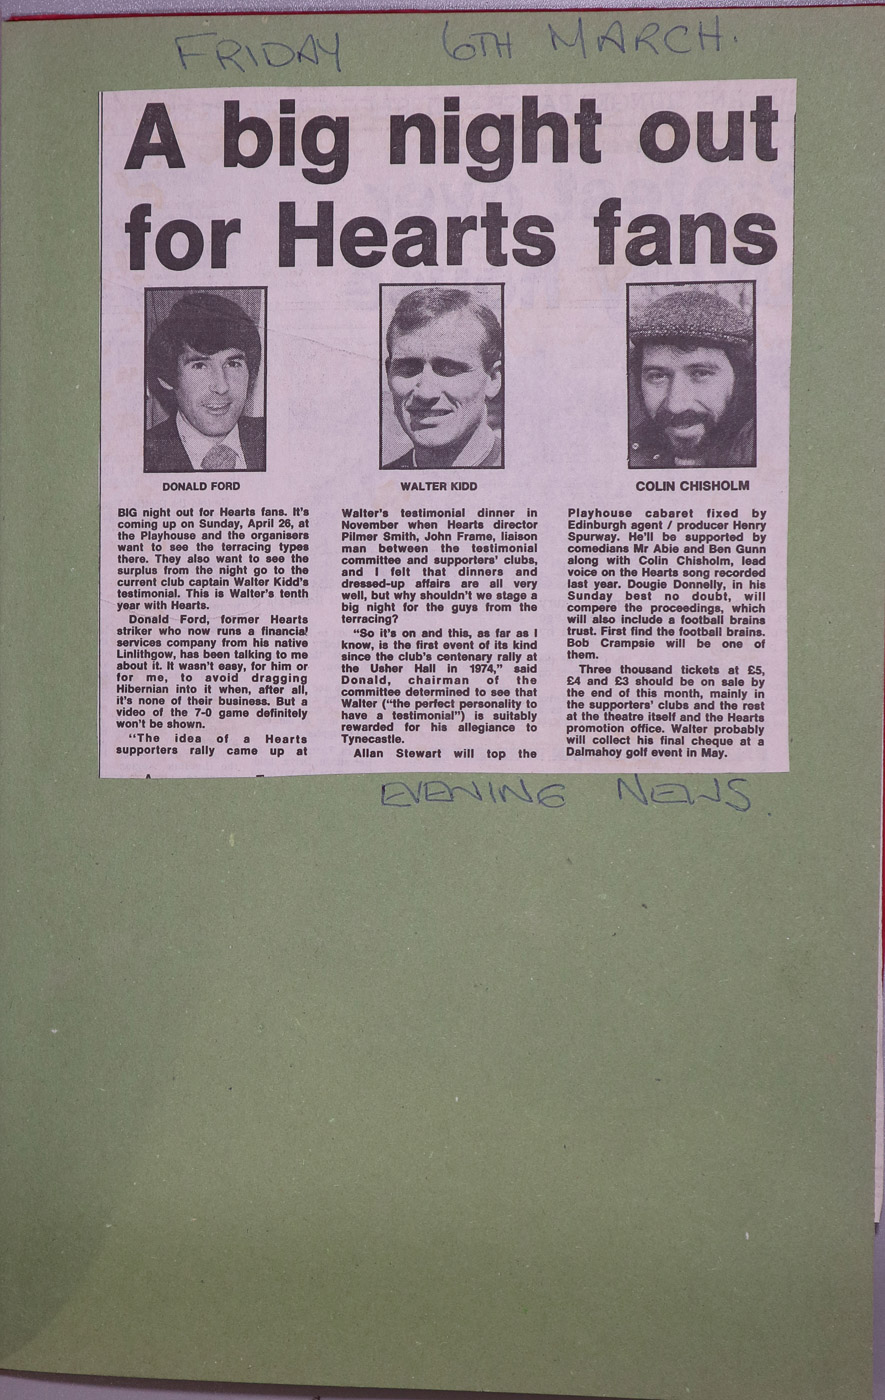 FRIDAY 6TH MARCH.
A big night out
for Hearts fans
DONALD FORD
WALTER KIDD
COLIN CHISHOLM
BIG night out for Hearts fans. It's
coming up on Sunday, April 26, at
the Playhouse and the organisers
want to see the terracing types
there. They also want to see the
surplus from the night go to the
current club captain Walter Kidd's
testimonial. This is Walter's tenth
year with Hearts.
Donald Ford, former Hearts
striker who now runs a financial
services company from his native
Linlithgow, has been talking to me
about it. It wasn't easy, for him or
for me, to avoid dragging
Hibernian into it when, after all,
it's none of their business. But a
video of the 7-0 game definitely
won't be shown.
"The idea of a Hearts
supporters rally came up at
Walter's testimonial dinner in
November when Hearts director
Pilmer Smith, John Frame, liaison
man between the testimonial
committee and supporters' clubs,
and I felt that dinners and
dressed-up affairs are all very
well, but why shouldn't we stage a
big night for the guys from the
terracing?
"So it's on and this, as far as I
know, is the first event of its kind
since the club's centenary rally at
the Usher Hall in 1974," said
Donald, chairman of the
committee determined to see that
Walter ("the perfect personality to
have a testimonial") is suitably
rewarded for his allegiance to
Tynecastle.
Allan Stewart will top the
Playhouse cabaret fixed by
Edinburgh agent / producer Henry
Spurway. He'll be supported by
comedians Mr Abie and Ben Gunn
along with Colin Chisholm, lead
voice on the Hearts song recorded
last year. Dougie Donnelly, in his
Sunday best no doubt, will
compere the proceedings, which
will also include a football brains
trust. First find the football brains.
Bob Crampsie will be one of
them.
Three thousand tickets at £5,
£4 and £3 should be on sale by
the end of this month, mainly in
the supporters' clubs and the rest
at the theatre itself and the Hearts
promotion office. Walter probably
will collect his final cheque at a
Dalmahoy golf event in May.
EVENING NEWS